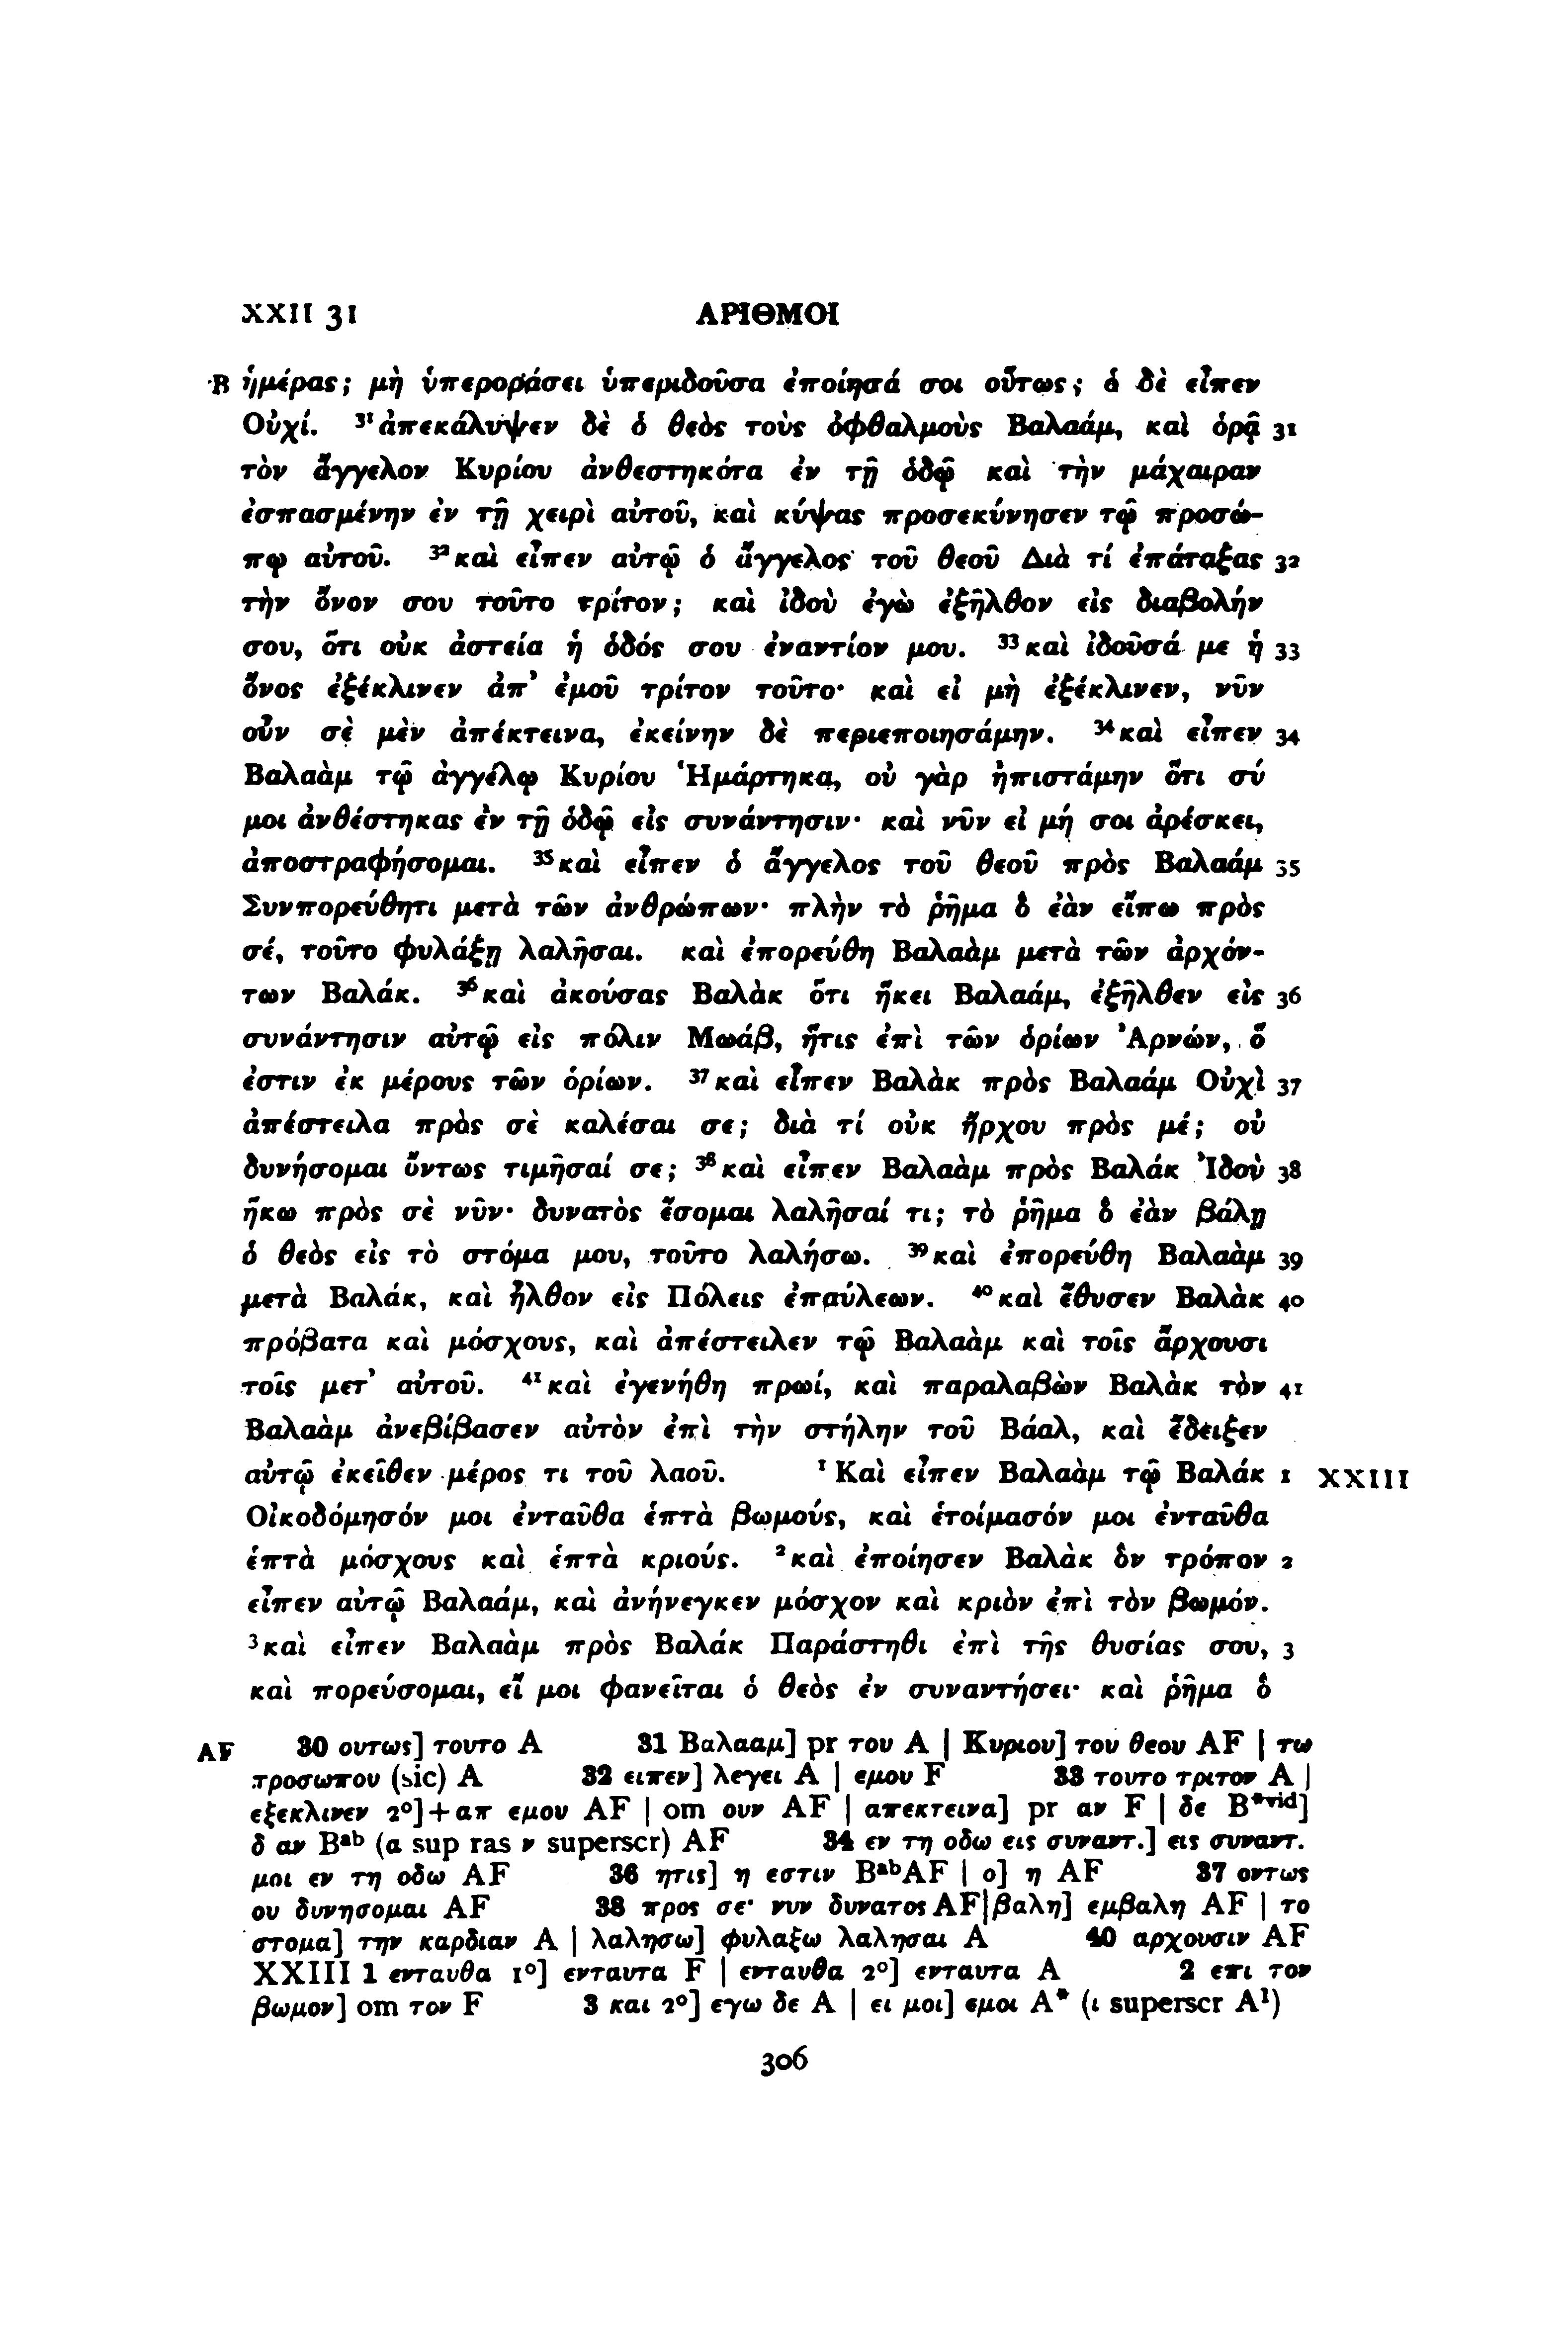 XXII 31 ΑΡΙΘΜΟΙ
B ἡμέρας; μὴ ὑπεροράσει ὑπεριδοῦσα ἐποίησά σοι οὕτως; ὁ δὲ εἶπεν
Οὐχί. ³¹ἀπεκάλυψεν δὲ ὁ θεὸς τοὺς ὀφθαλμοὺς Βαλαάμ, καὶ ὁρᾷ 31
τὸν ἄγγελον Κυρίου ἀνθεστηκότα ἐν τῇ ὁδῷ καὶ τὴν μάχαιραν
ἐσπασμένην ἐν τῇ χειρὶ αὐτοῦ, καὶ κύψας προσεκύνησεν τῷ προσώ-
πῳ αὐτοῦ. ³²καὶ εἶπεν αὐτῷ ὁ ἄγγελος τοῦ θεοῦ Διὰ τί ἐπάταξας 32
τὴν ὄνον σου τοῦτο τρίτον; καὶ ἰδοὺ ἐγὼ ἐξῆλθον εἰς διαβολήν
σου, ὅτι οὐκ ἀστεία ἡ ὁδός σου ἐναντίον μου. ³³καὶ ἰδοῦσά με ἡ 33
ὄνος ἐξέκλινεν ἀπ᾽ ἐμοῦ τρίτον τοῦτο· καὶ εἰ μὴ ἐξέκλινεν, νῦν
οὖν σὲ μὲν ἀπέκτεινα, ἐκείνην δὲ περιεποιησάμην. ³⁴καὶ εἶπεν 34
Βαλαὰμ τῷ ἀγγέλῳ Κυρίου Ἡμάρτηκα, οὐ γὰρ ἠπιστάμην ὅτι σύ
μοι ἀνθέστηκας ἐν τῇ ὁδῷ εἰς συνάντησιν· καὶ νῦν εἰ μή σοι ἀρέσκει,
ἀποστραφήσομαι. ³⁵καὶ εἶπεν ὁ ἄγγελος τοῦ θεοῦ πρὸς Βαλαάμ 35
Συνπορεύθητι μετὰ τῶν ἀνθρώπων· πλὴν τὸ ῥῆμα ὃ ἐὰν εἴπω πρὸς
σέ, τοῦτο φυλάξῃ λαλῆσαι. καὶ ἐπορεύθη Βαλαὰμ μετὰ τῶν ἀρχόν-
των Βαλάκ. ³⁶καὶ ἀκούσας Βαλὰκ ὅτι ἥκει Βαλαάμ, ἐξῆλθεν εἰς 36
συνάντησιν αὐτῷ εἰς πόλιν Μωάβ, ἥτις ἐπὶ τῶν ὁρίων Ἀρνών, ὅ
ἐστιν ἐκ μέρους τῶν ὁρίων. ³⁷καὶ εἶπεν Βαλὰκ πρὸς Βαλαάμ Οὐχὶ 37
ἀπέστειλα πρὸς σὲ καλέσαι σε; διὰ τί οὐκ ἤρχου πρὸς μέ; οὐ
δυνήσομαι ὄντως τιμῆσαί σε; ³⁸καὶ εἶπεν Βαλαὰμ πρὸς Βαλάκ Ἰδοὺ 38
ἥκω πρὸς σὲ νῦν· δυνατὸς ἔσομαι λαλῆσαί τι; τὸ ῥῆμα ὃ ἐὰν βάλῃ
ὁ θεὸς εἰς τὸ στόμα μου, τοῦτο λαλήσω. ³⁹καὶ ἐπορεύθη Βαλαὰμ 39
μετὰ Βαλάκ, καὶ ἦλθον εἰς Πόλεις ἐπαύλεων. ⁴⁰καὶ ἔθυσεν Βαλὰκ 40
πρόβατα καὶ μόσχους, καὶ ἀπέστειλεν τῷ Βαλαὰμ καὶ τοῖς ἄρχουσι
τοῖς μετ᾽ αὐτοῦ. ⁴¹καὶ ἐγενήθη πρωί, καὶ παραλαβὼν Βαλὰκ τὸν 41
Βαλαὰμ ἀνεβίβασεν αὐτὸν ἐπὶ τὴν στήλην τοῦ Βάαλ, καὶ ἔδειξεν
αὐτῷ ἐκεῖθεν μέρος τι τοῦ λαοῦ. ¹Καὶ εἶπεν Βαλαὰμ τῷ Βαλάκ 1 XXIII
Οἰκοδόμησόν μοι ἐνταῦθα ἑπτὰ βωμούς, καὶ ἑτοίμασόν μοι ἐνταῦθα
ἑπτὰ μόσχους καὶ ἑπτὰ κριούς. ²καὶ ἐποίησεν Βαλὰκ ὃν τρόπον 2
εἶπεν αὐτῷ Βαλαάμ, καὶ ἀνήνεγκεν μόσχον καὶ κριὸν ἐπὶ τὸν βωμόν.
³καὶ εἶπεν Βαλαὰμ πρὸς Βαλάκ Παράστηθι ἐπὶ τῆς θυσίας σου, 3
καὶ πορεύσομαι, εἴ μοι φανεῖται ὁ θεὸς ἐν συναντήσει· καὶ ῥῆμα ὃ
AF 30 ουτως] τουτο A 31 Βαλααμ] pr του A | Κυριου] του θεου AF | τω
προσωπου (sic) A 32 ειπεν] λεγει A | εμου F 33 τουτο τριτον A |
εξεκλινεν 2°]+απ εμου AF | om ουν AF | απεκτεινα] pr αν F | δε B*ᵛⁱᵈ]
δ αν Bᵃᵇ (α sup ras ν superscr) AF 34 εν τη οδω εις συναντ.] εις συναντ.
μοι εν τη οδω AF 36 ητις] η εστιν BᵃᵇAF | ο] η AF 37 οντως
ου δυνησομαι AF 38 προς σε· νυν δυνατος AF | βαλη] εμβαλη AF | το
στομα] την καρδιαν A | λαλησω] φυλαξω λαλησαι A 40 αρχουσιν AF
XXIII 1 ενταυθα 1°] ενταυτα F | ενταυθα 2°] ενταυτα A 2 επι τον
βωμον] om τον F 3 και 2°] εγω δε A | ει μοι] εμοι A* (ι superscr A¹)
306